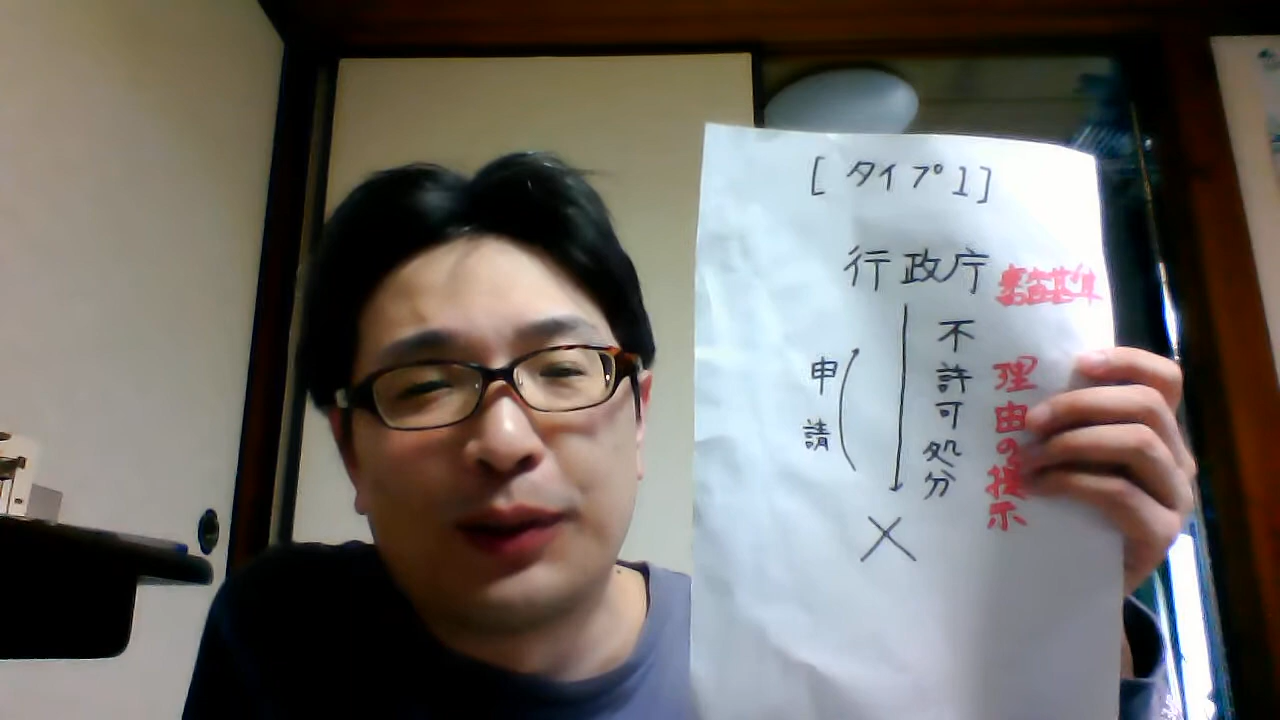 [タイプ1]
行政庁
審査基準
申請
不許可処分
理由の提示
X